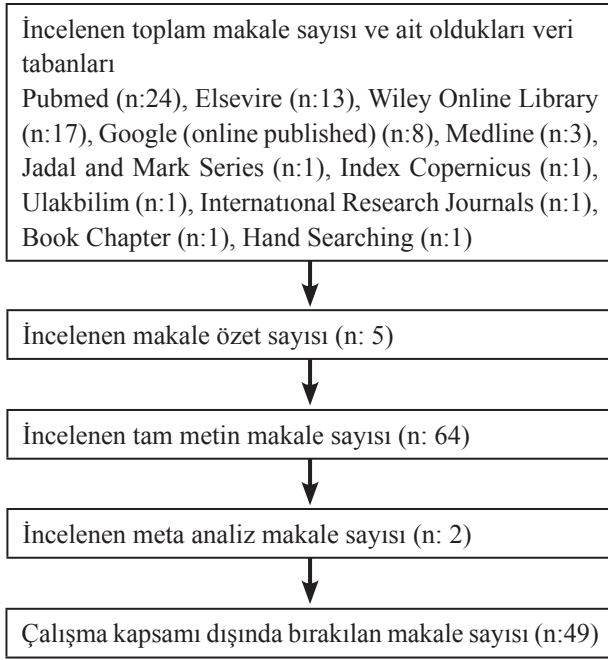 İncelenen toplam makale sayısı ve ait oldukları veri
tabanları
Pubmed (n:24), Elsevire (n:13), Wiley Online Library
(n:17), Google (online published) (n:8), Medline (n:3),
Jadal and Mark Series (n:1), Index Copernicus (n:1),
Ulakbilim (n:1), Internatıonal Research Journals (n:1),
Book Chapter (n:1), Hand Searching (n:1)
İncelenen makale özet sayısı (n: 5)
İncelenen tam metin makale sayısı (n: 64)
İncelenen meta analiz makale sayısı (n: 2)
Çalışma kapsamı dışında bırakılan makale sayısı (n:49)